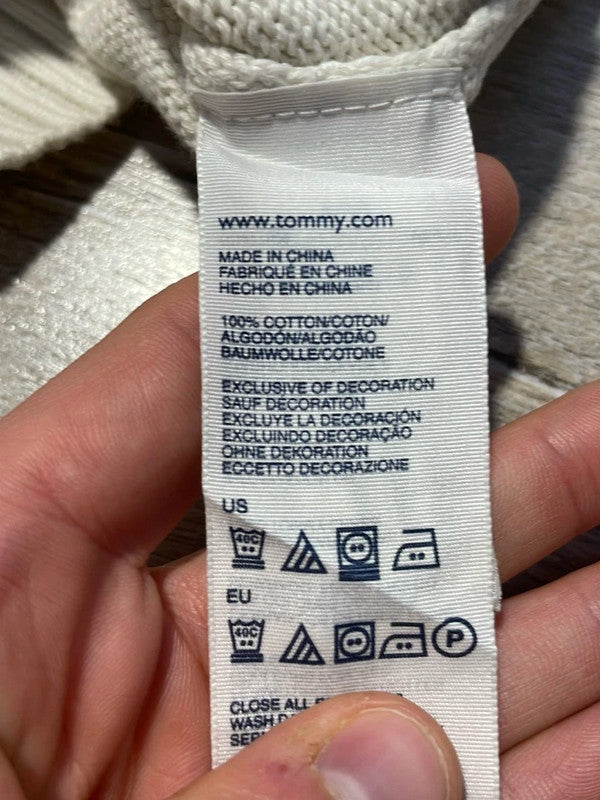 www.tommy.com
MADE IN CHINA
FABRIQUÉ EN CHINE
HECHO EN CHINA
100% COTTON/COTON/
ALGODÓN/ALGODÃO
BAUMWOLLE/COTONE
EXCLUSIVE OF DECORATION
SAUF DÉCORATION
EXCLUYE LA DECORACIÓN
EXCLUINDO DECORAÇÃO
OHNE DEKORATION
ECCETTO DECORAZIONE
US
40C
EU
40C P
CLOSE ALL
WASH